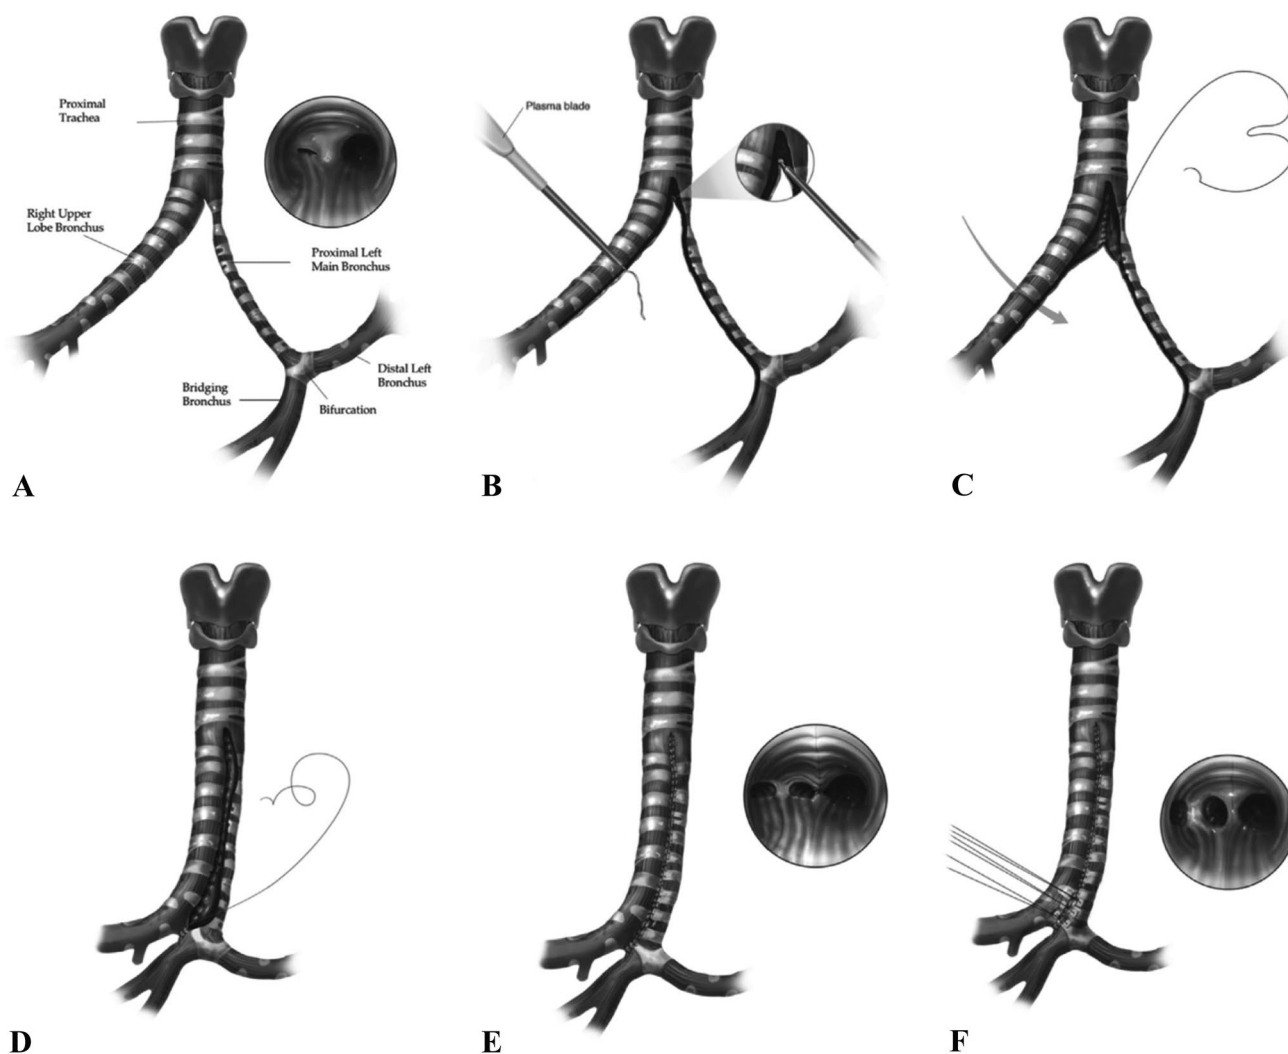 Proximal
Trachea
Right Upper
Lobe Bronchus
Proximal Left
Main Bronchus
Distal Left
Bronchus
Bridging
Bronchus
Bifurcation
A
Plasma blade
B
C
D
E
F